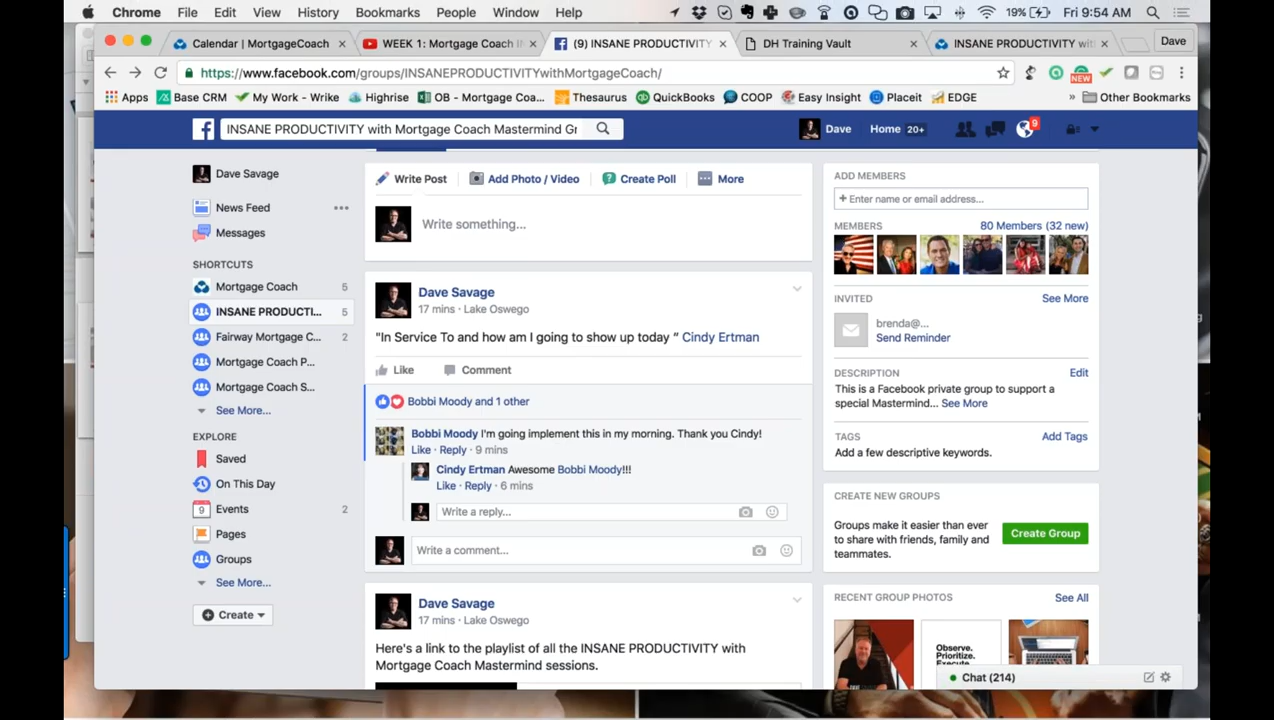 Chrome File Edit View History Bookmarks People Window Help 19% Fri 9:54 AM
Calendar | MortgageCoach
WEEK 1: Mortgage Coach I
(9) INSANE PRODUCTIVITY
DH Training Vault
INSANE PRODUCTIVITY wit
Dave
https://www.facebook.com/groups/INSANEPRODUCTIVITYwithMortgageCoach/
NEW
Apps Base CRM My Work - Wrike Highrise OB - Mortgage Coa... Thesaurus QuickBooks COOP Easy Insight Placeit EDGE » Other Bookmarks
INSANE PRODUCTIVITY with Mortgage Coach Mastermind Gr
Dave Home 20+ 9
Dave Savage
News Feed
Messages
SHORTCUTS
Mortgage Coach 5
INSANE PRODUCTI... 5
Fairway Mortgage C... 2
Mortgage Coach P...
Mortgage Coach S...
See More...
EXPLORE
Saved
On This Day
9 Events 2
Pages
Groups
See More...
Create
Write Post Add Photo / Video Create Poll More
Write something...
Dave Savage
17 mins · Lake Oswego
"In Service To and how am I going to show up today " Cindy Ertman
Like Comment
Bobbi Moody and 1 other
Bobbi Moody I'm going implement this in my morning. Thank you Cindy!
Like · Reply · 9 mins
Cindy Ertman Awesome Bobbi Moody!!!
Like · Reply · 6 mins
Write a reply...
Write a comment...
Dave Savage
17 mins · Lake Oswego
Here's a link to the playlist of all the INSANE PRODUCTIVITY with
Mortgage Coach Mastermind sessions.
ADD MEMBERS
+ Enter name or email address...
MEMBERS 80 Members (32 new)
INVITED See More
brenda@...
Send Reminder
DESCRIPTION Edit
This is a Facebook private group to support a
special Mastermind... See More
TAGS Add Tags
Add a few descriptive keywords.
CREATE NEW GROUPS
Groups make it easier than ever
to share with friends, family and
teammates.
Create Group
RECENT GROUP PHOTOS See All
Observe.
Prioritize.
Execute.
Chat (214)